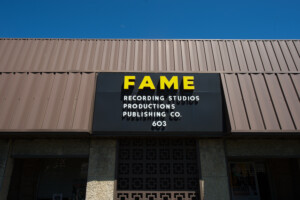 FAME
RECORDING STUDIOS
PRODUCTIONS
PUBLISHING CO.
603